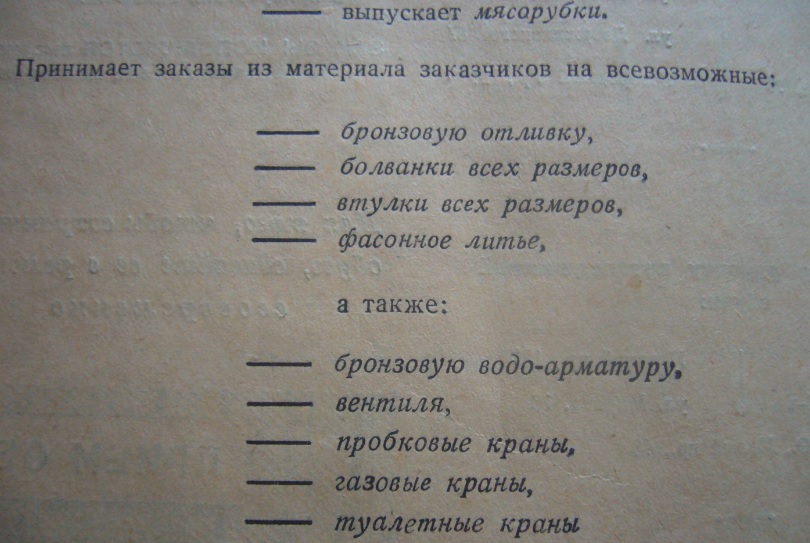 — выпускает мясорубки.
Принимает заказы из материала заказчиков на всевозможные:
— бронзовую отливку,
— болванки всех размеров,
— втулки всех размеров,
— фасонное литье,
а также:
— бронзовую водо-арматуру,
— вентиля,
— пробковые краны,
— газовые краны,
— туалетные краны